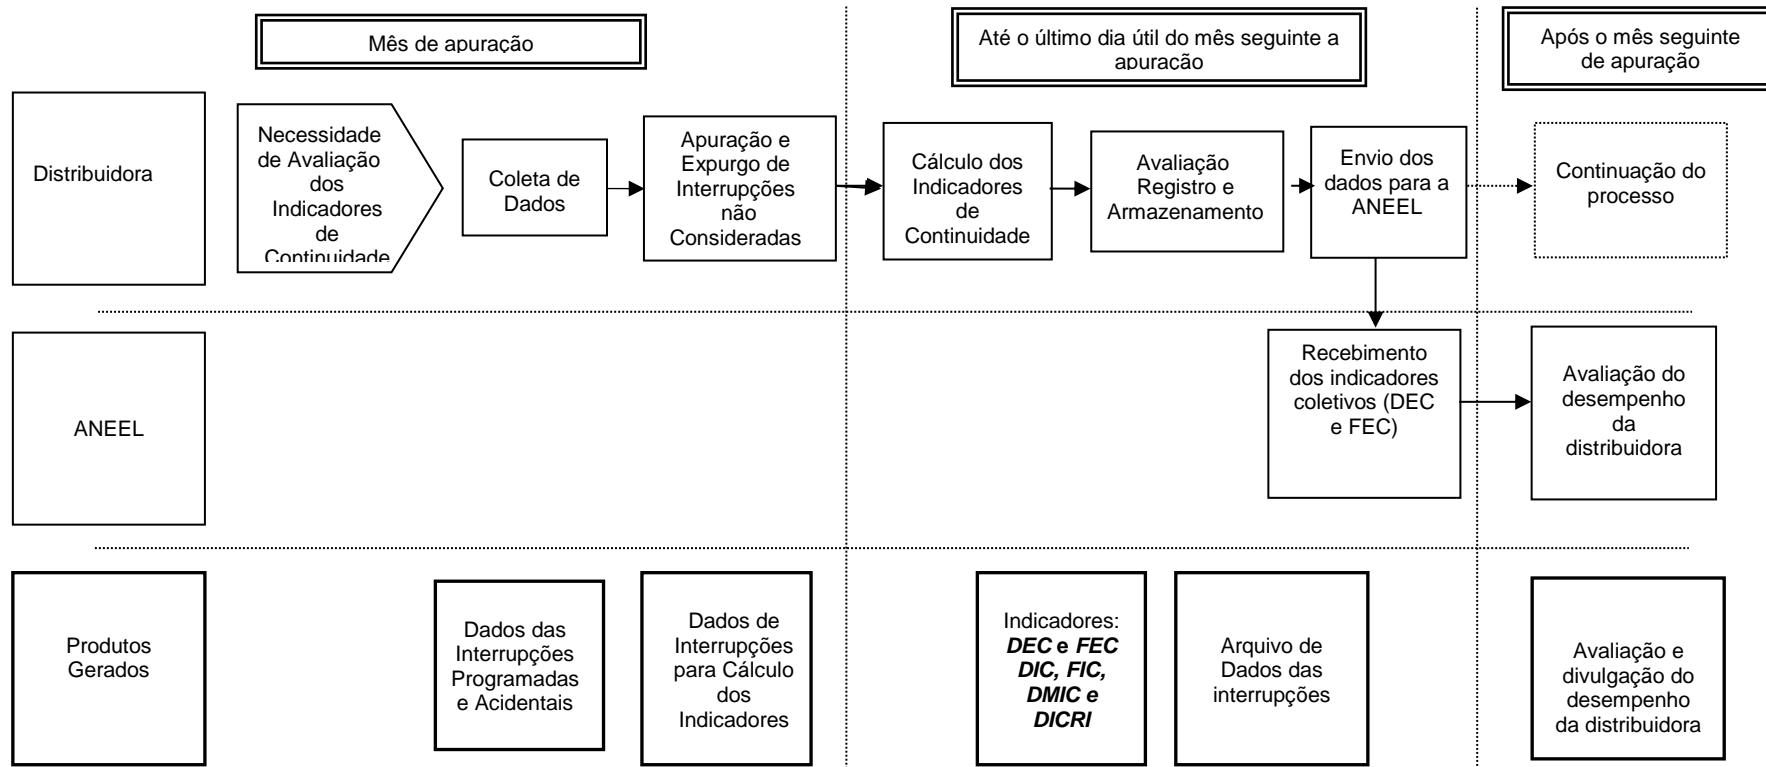 Mês de apuração
Até o último dia útil do mês seguinte a
apuração
Após o mês seguinte
de apuração
Distribuidora
Necessidade
de Avaliação
dos
Indicadores
de
Continuidade
Coleta de
Dados
Apuração e
Expurgo de
Interrupções
não
Consideradas
Cálculo dos
Indicadores
de
Continuidade
Avaliação
Registro e
Armazenamento
Envio dos
dados para a
ANEEL
Continuação do
processo
ANEEL
Recebimento
dos indicadores
coletivos (DEC
e FEC)
Avaliação do
desempenho
da
distribuidora
Produtos
Gerados
Dados das
Interrupções
Programadas
e Acidentais
Dados de
Interrupções
para Cálculo
dos
Indicadores
Indicadores:
DEC e FEC
DIC, FIC,
DMIC e
DICRI
Arquivo de
Dados das
interrupções
Avaliação e
divulgação do
desempenho
da distribuidora